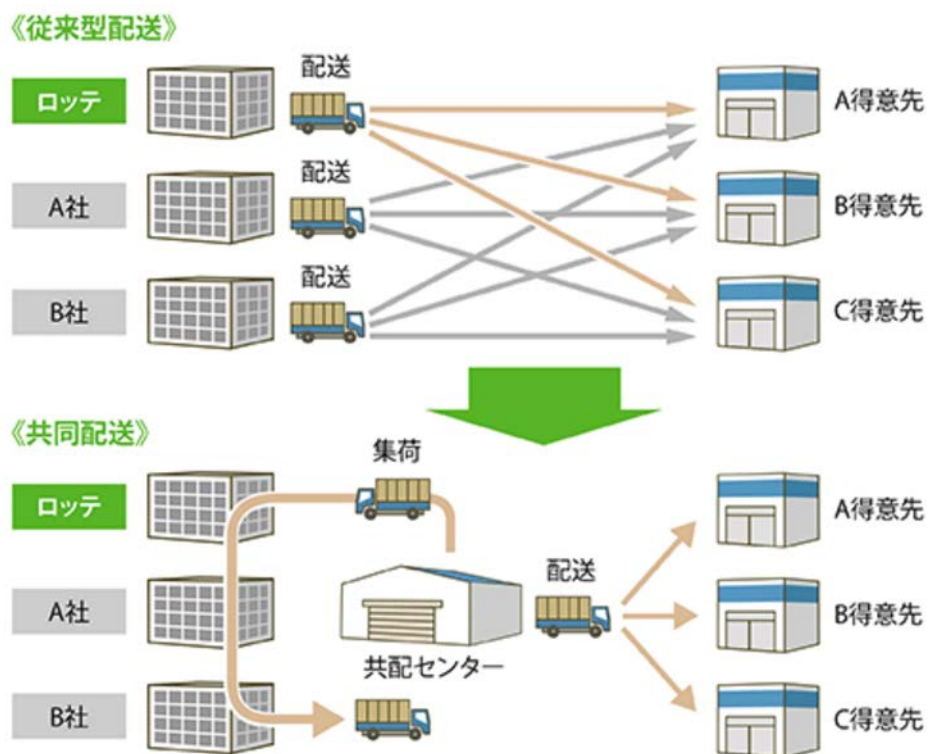 《従来型配送》
配送
ロッテ
A得意先
配送
A社
B得意先
配送
B社
C得意先
《共同配送》
集荷
ロッテ
A得意先
配送
A社
B得意先
共配センター
B社
C得意先